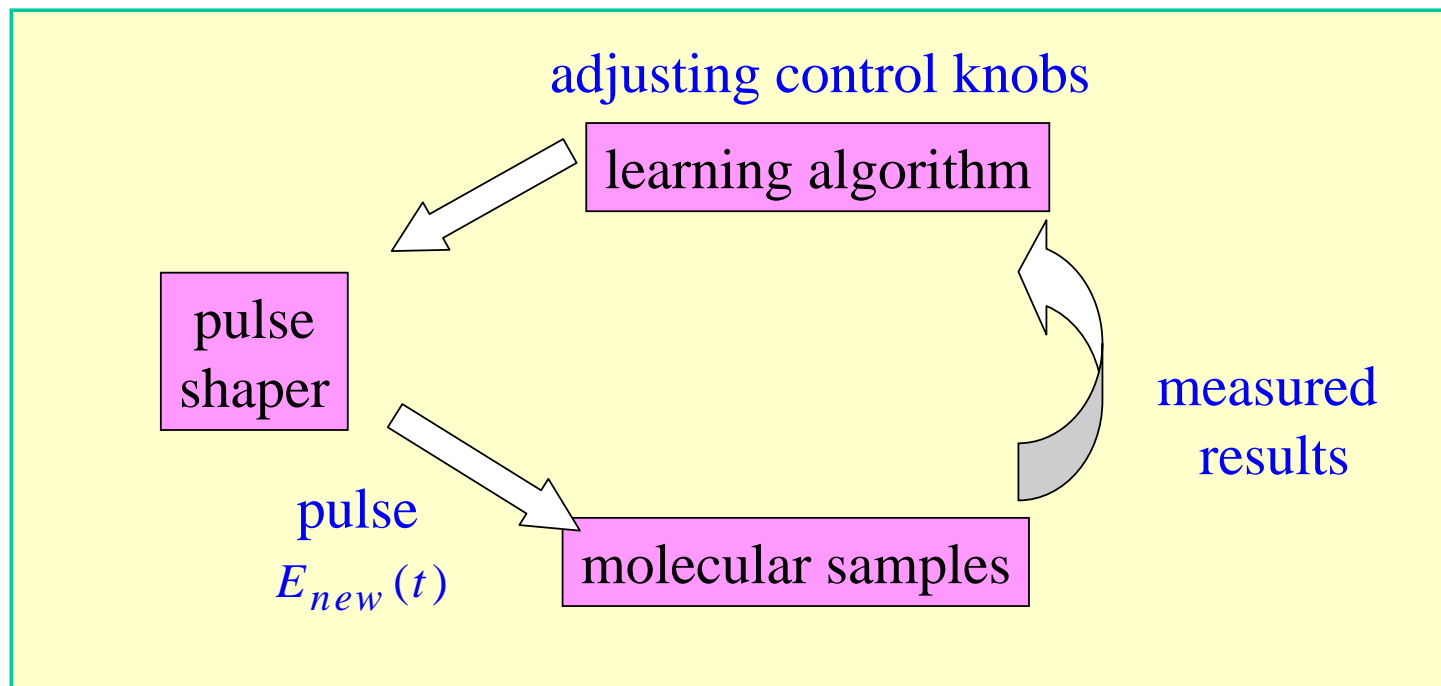 adjusting control knobs
learning algorithm
pulse
shaper
measured
results
pulse
E_new (t)
molecular samples